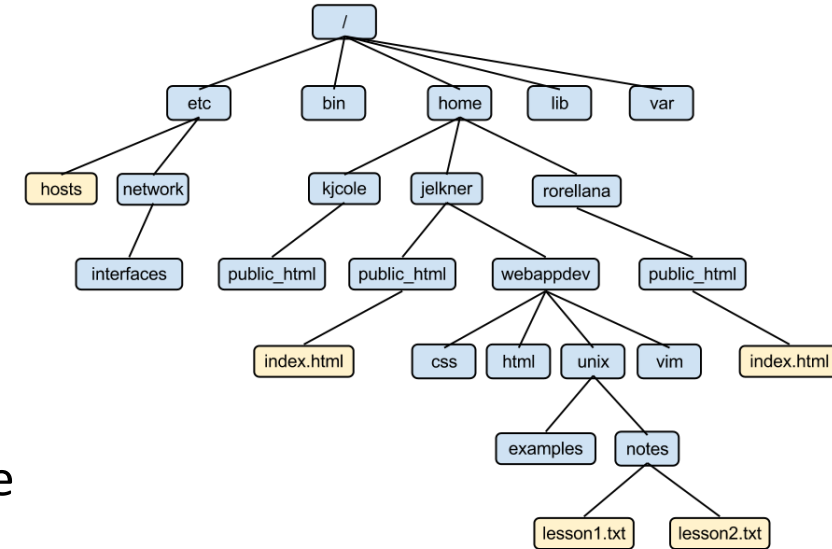 /
etc bin home lib var
hosts network kjcole jelkner rorellana
interfaces public_html public_html webappdev public_html
index.html css html unix vim index.html
examples notes
e
lesson1.txt lesson2.txt